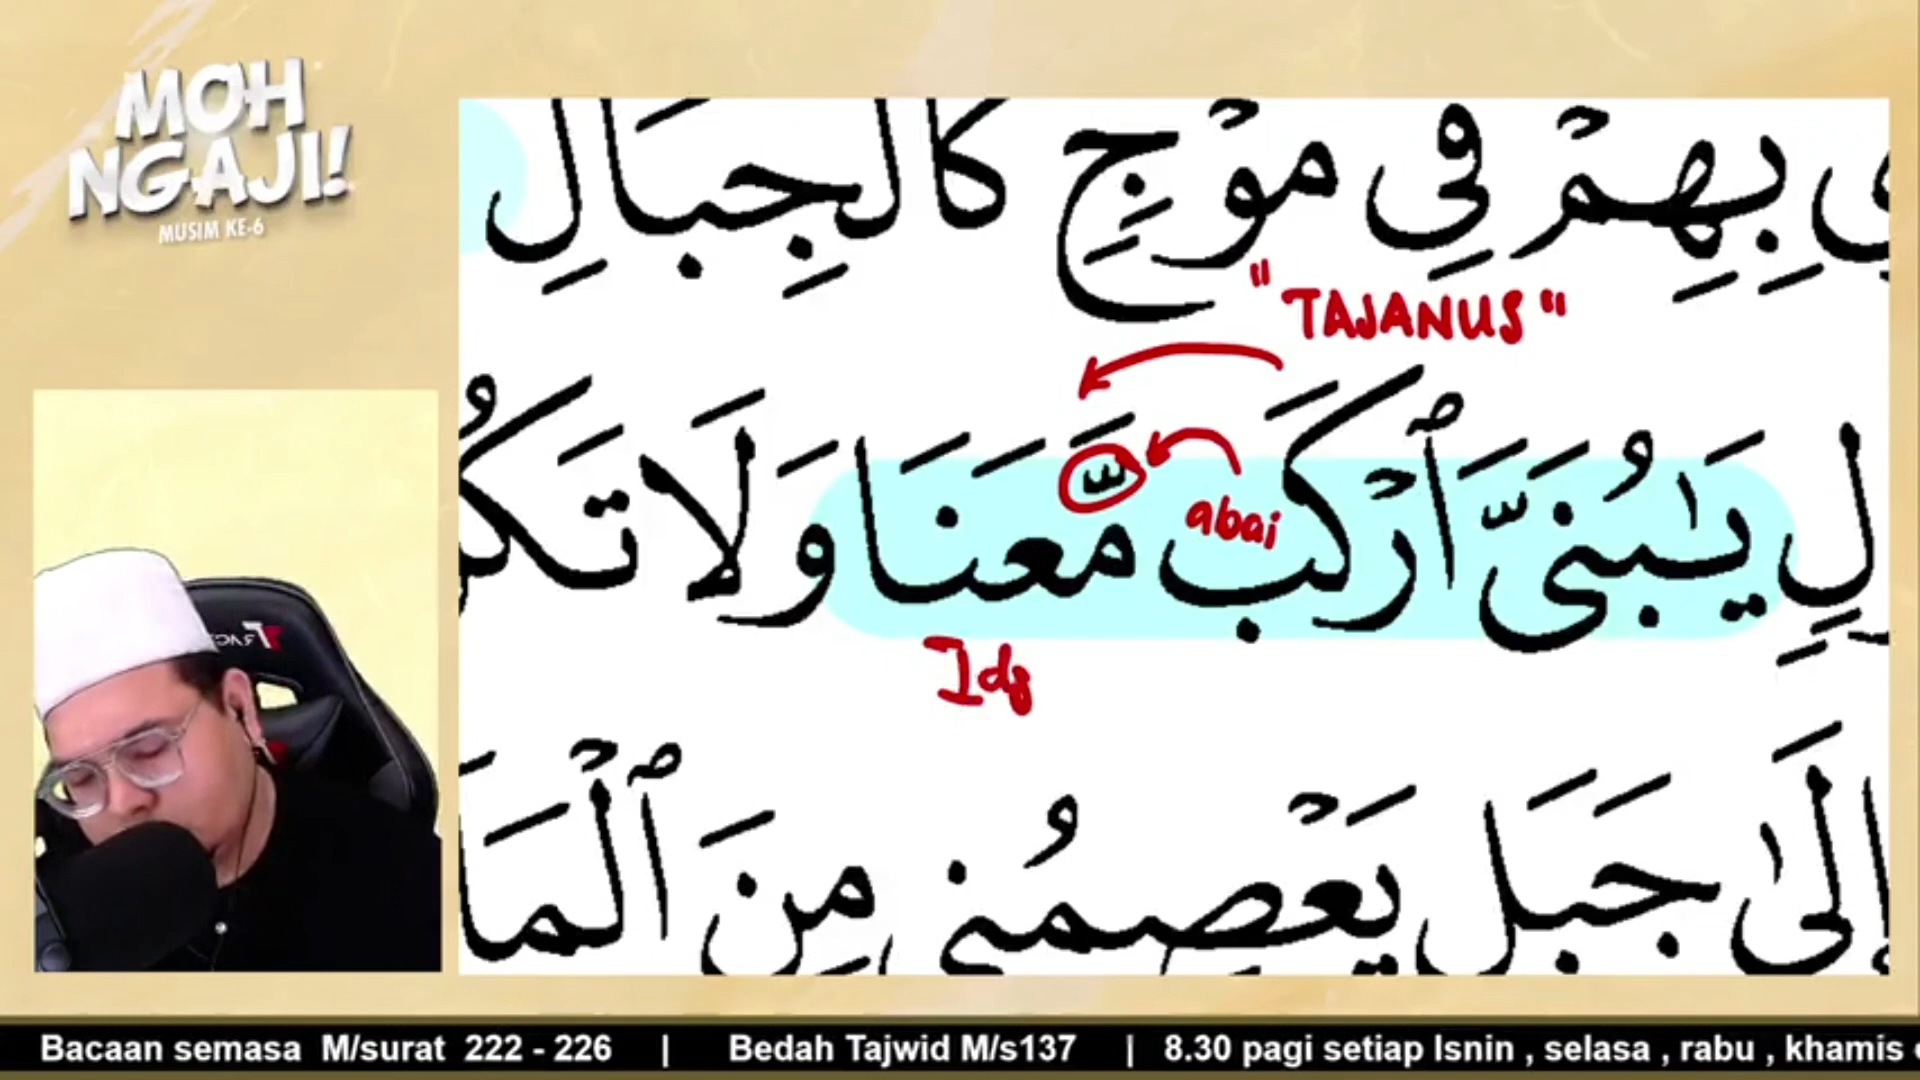 MOH
NGAJI!
MUSIM KE-6
بِهِمْ فِي مَوْجٍ كَالْجِبَالِ
"TAJANUS"
يَٰبُنَيَّ ٱرْكَب مَّعَنَا وَلَا تَكُ
abai
Idg
إِلَىٰ جَبَلٍ يَعْصِمُنِي مِنَ ٱلْمَا
Bacaan semasa M/surat 222 - 226 | Bedah Tajwid M/s137 | 8.30 pagi setiap Isnin , selasa , rabu , khamis